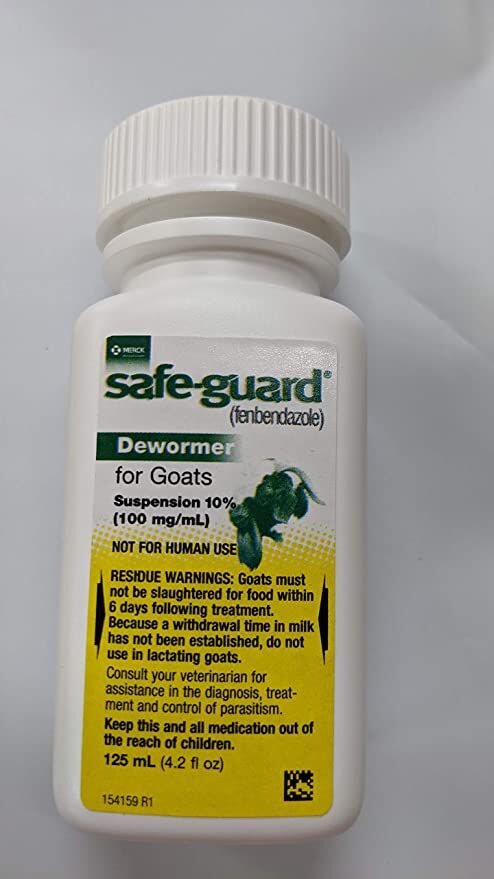 MERCK
safe-guard®
(fenbendazole)
Dewormer
for Goats
Suspension 10%
(100 mg/mL)
NOT FOR HUMAN USE
RESIDUE WARNINGS: Goats must
not be slaughtered for food within
6 days following treatment.
Because a withdrawal time in milk
has not been established, do not
use in lactating goats.
Consult your veterinarian for
assistance in the diagnosis, treat-
ment and control of parasitism.
Keep this and all medication out of
the reach of children.
125 mL (4.2 fl oz)
154159 R1